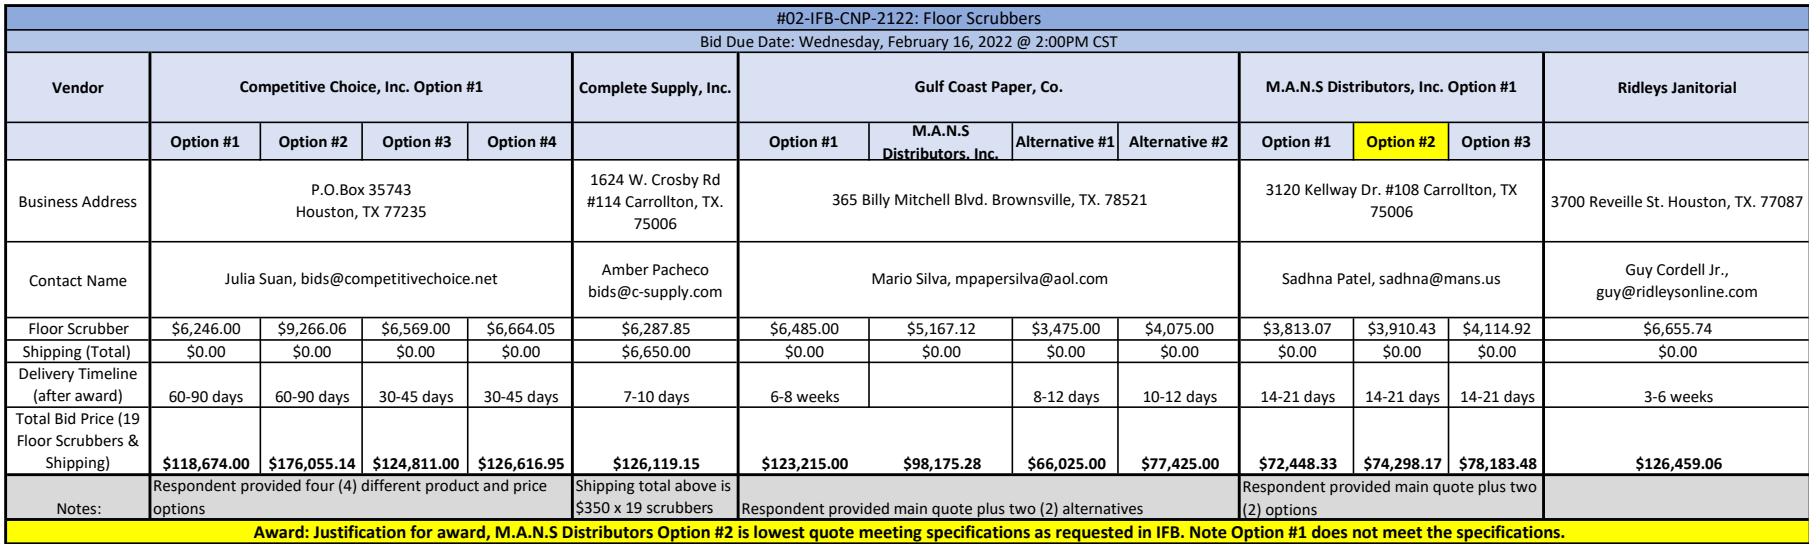 #02-IFB-CNP-2122: Floor Scrubbers
Bid Due Date: Wednesday, February 16, 2022 @ 2:00PM CST
Vendor
Competitive Choice, Inc. Option #1
Complete Supply, Inc.
Gulf Coast Paper, Co.
M.A.N.S Distributors, Inc. Option #1
Ridleys Janitorial
Option #1
Option #2
Option #3
Option #4
Option #1
M.A.N.S
Distributors, Inc.
Alternative #1
Alternative #2
Option #1
Option #2
Option #3
Business Address
P.O.Box 35743
Houston, TX 77235
1624 W. Crosby Rd
#114 Carrollton, TX.
75006
365 Billy Mitchell Blvd. Brownsville, TX. 78521
3120 Kellway Dr. #108 Carrollton, TX
75006
3700 Reveille St. Houston, TX. 77087
Contact Name
Julia Suan, bids@competitivechoice.net
Amber Pacheco
bids@c-supply.com
Mario Silva, mpapersilva@aol.com
Sadhna Patel, sadhna@mans.us
Guy Cordell Jr.,
guy@ridleysonline.com
Floor Scrubber
$6,246.00
$9,266.06
$6,569.00
$6,664.05
$6,287.85
$6,485.00
$5,167.12
$3,475.00
$4,075.00
$3,813.07
$3,910.43
$4,114.92
$6,655.74
Shipping (Total)
$0.00
$0.00
$0.00
$0.00
$6,650.00
$0.00
$0.00
$0.00
$0.00
$0.00
$0.00
$0.00
$0.00
Delivery Timeline
(after award)
60-90 days
60-90 days
30-45 days
30-45 days
7-10 days
6-8 weeks
8-12 days
10-12 days
14-21 days
14-21 days
14-21 days
3-6 weeks
Total Bid Price (19
Floor Scrubbers &
Shipping)
$118,674.00
$176,055.14
$124,811.00
$126,616.95
$126,119.15
$123,215.00
$98,175.28
$66,025.00
$77,425.00
$72,448.33
$74,298.17
$78,183.48
$126,459.06
Notes:
Respondent provided four (4) different product and price
options
Shipping total above is
$350 x 19 scrubbers
Respondent provided main quote plus two (2) alternatives
Respondent provided main quote plus two
(2) options
Award: Justification for award, M.A.N.S Distributors Option #2 is lowest quote meeting specifications as requested in IFB. Note Option #1 does not meet the specifications.